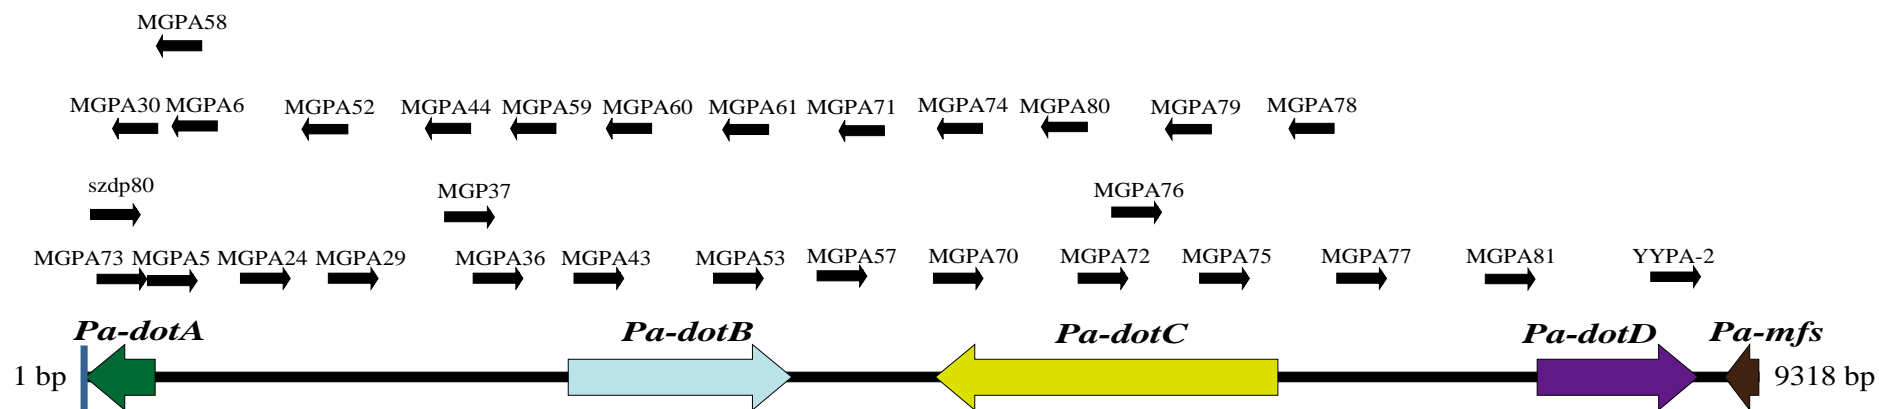 MGPA58
MGPA30 MGPA6 MGPA52 MGPA44 MGPA59 MGPA60 MGPA61 MGPA71 MGPA74 MGPA80 MGPA79 MGPA78
szdp80 MGP37 MGPA76
MGPA73 MGPA5 MGPA24 MGPA29 MGPA36 MGPA43 MGPA53 MGPA57 MGPA70 MGPA72 MGPA75 MGPA77 MGPA81 YYPA-2
Pa-dotA Pa-dotB Pa-dotC Pa-dotD Pa-mfs
1 bp 9318 bp